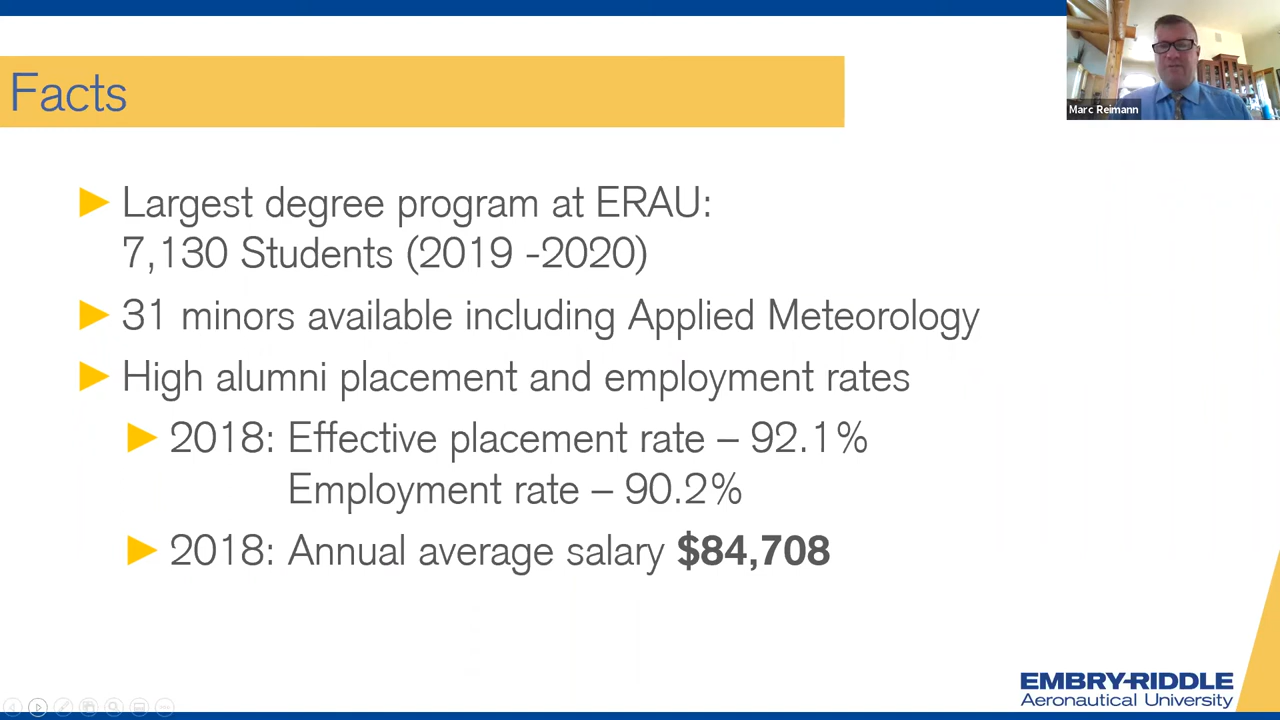 Facts
Marc Reimann
Largest degree program at ERAU:
7,130 Students (2019 -2020)
31 minors available including Applied Meteorology
High alumni placement and employment rates
2018: Effective placement rate – 92.1%
Employment rate – 90.2%
2018: Annual average salary $84,708
EMBRY-RIDDLE
Aeronautical University